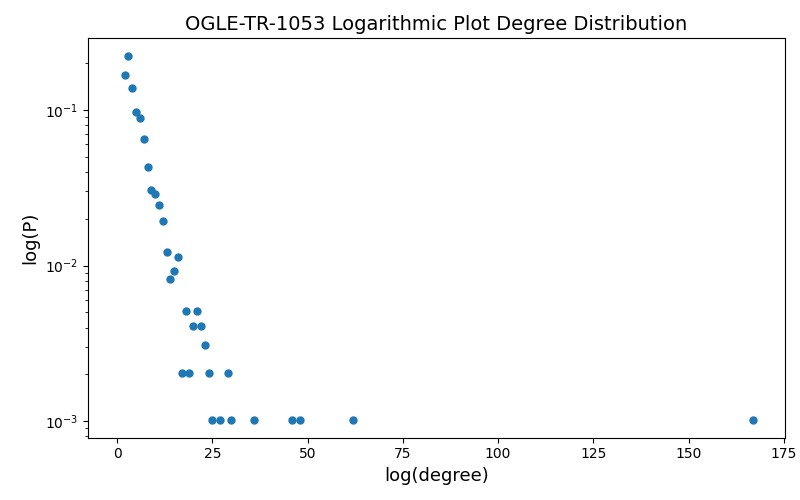 OGLE-TR-1053 Logarithmic Plot Degree Distribution
log(P)
10⁻¹
10⁻²
10⁻³
0 25 50 75 100 125 150 175
log(degree)